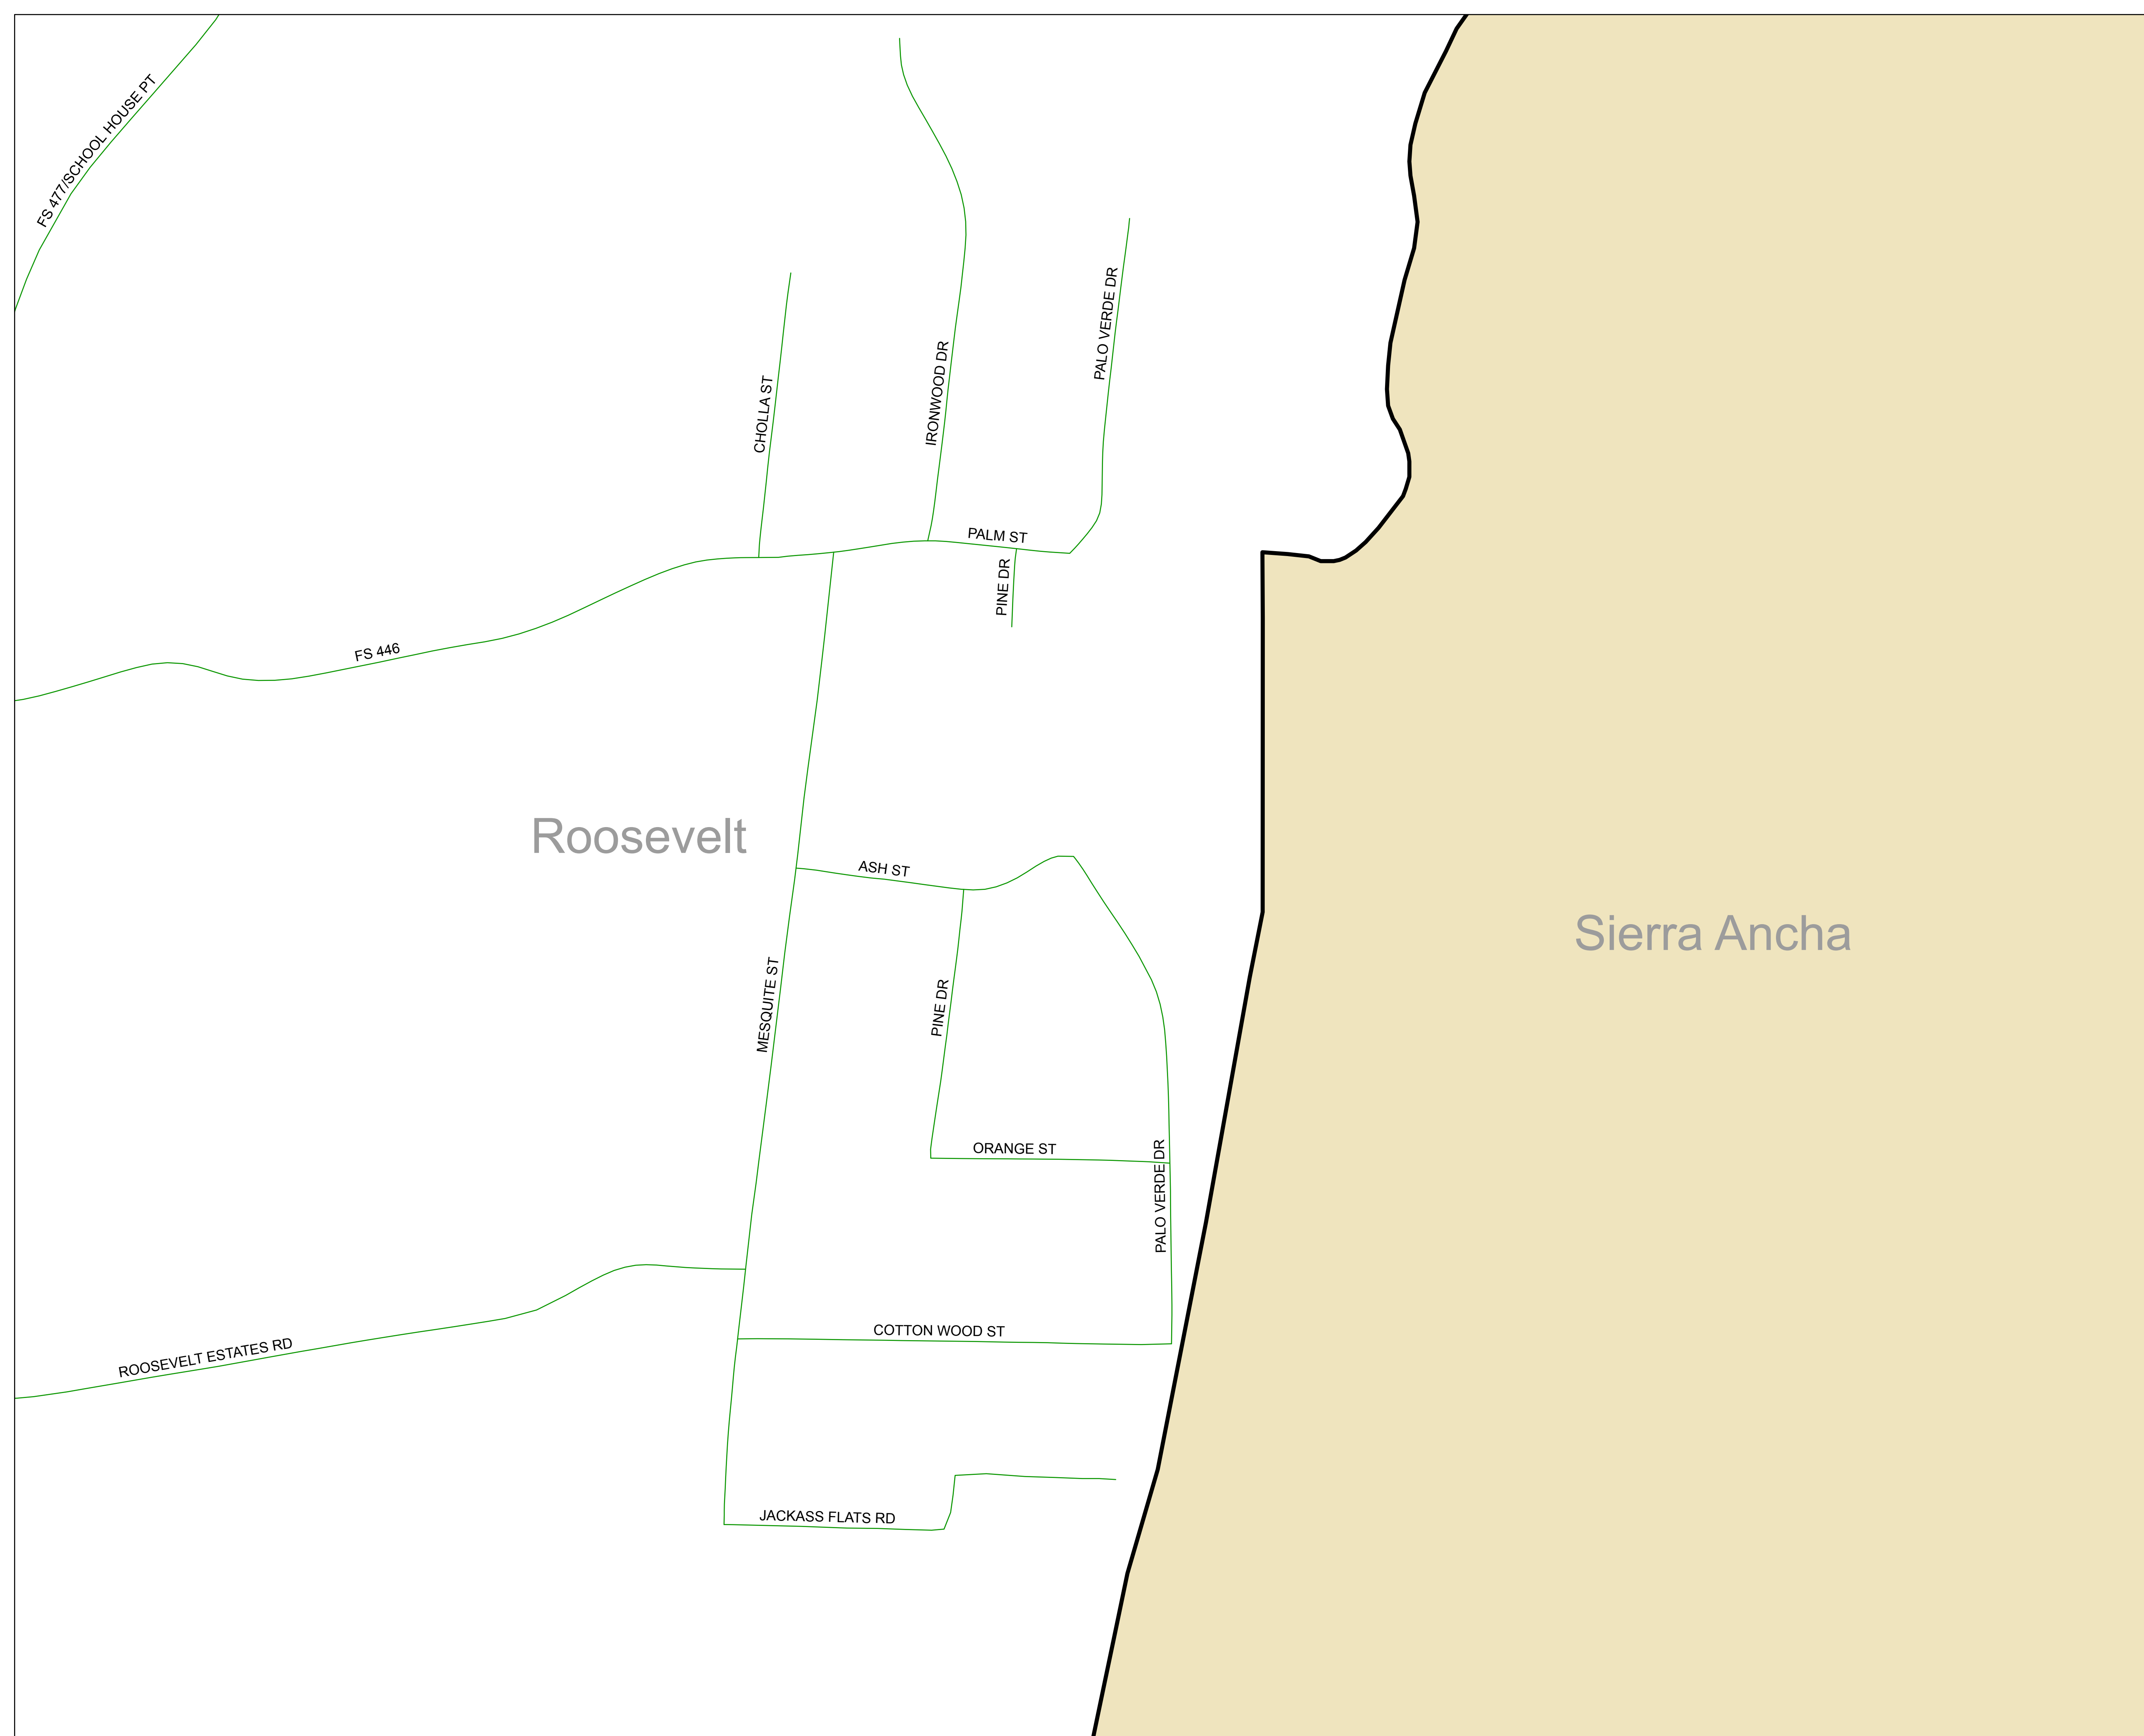 FS 477/SCHOOL HOUSE PT
CHOLLA ST
IRONWOOD DR
PALO VERDE DR
PALM ST
PINE DR
FS 446
Roosevelt
ASH ST
Sierra Ancha
MESQUITE ST
PINE DR
ORANGE ST
PALO VERDE DR
COTTON WOOD ST
ROOSEVELT ESTATES RD
JACKASS FLATS RD